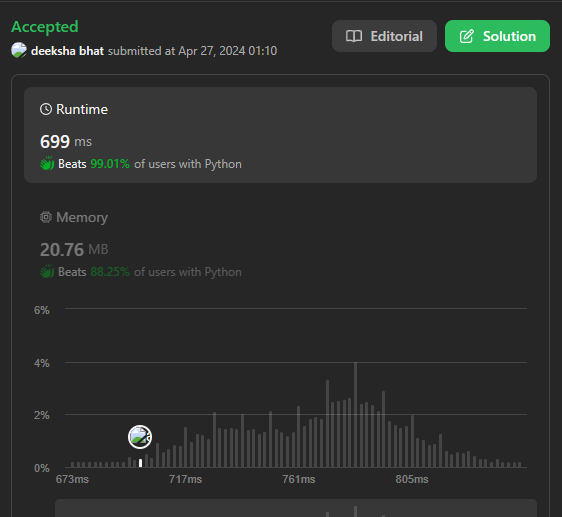 Accepted
deeksha bhat submitted at Apr 27, 2024 01:10
Editorial
Solution
Runtime
699 ms
Beats 99.01% of users with Python
Memory
20.76 MB
Beats 88.25% of users with Python
6%
4%
2%
0%
673ms 717ms 761ms 805ms